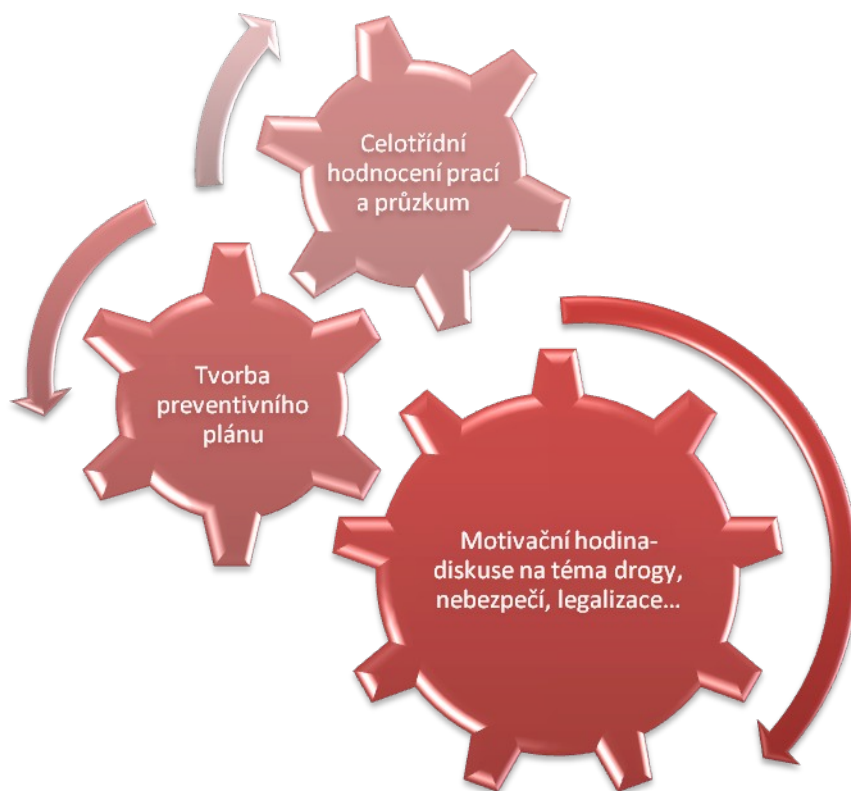 Celotřídní
hodnocení prací
a průzkum
Tvorba
preventivního
plánu
Motivační hodina-
diskuse na téma drogy,
nebezpečí, legalizace...